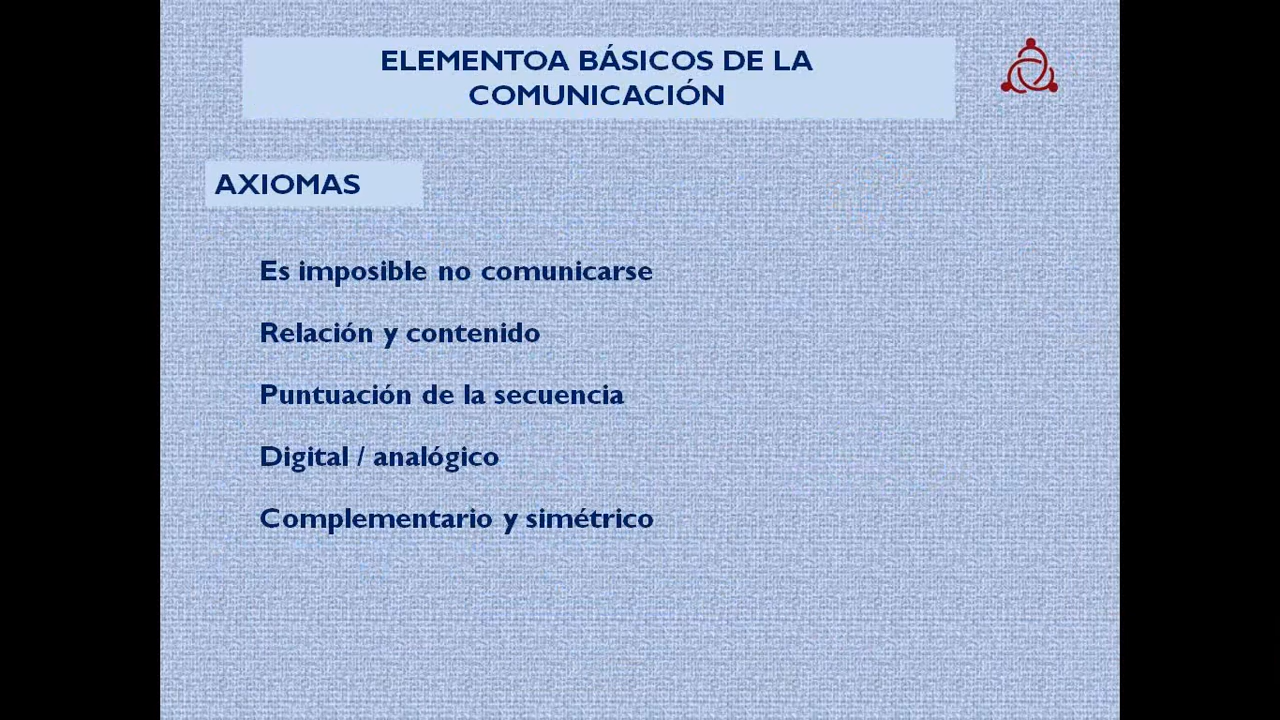 ELEMENTOA BÁSICOS DE LA
COMUNICACIÓN
AXIOMAS
Es imposible no comunicarse
Relación y contenido
Puntuación de la secuencia
Digital / analógico
Complementario y simétrico